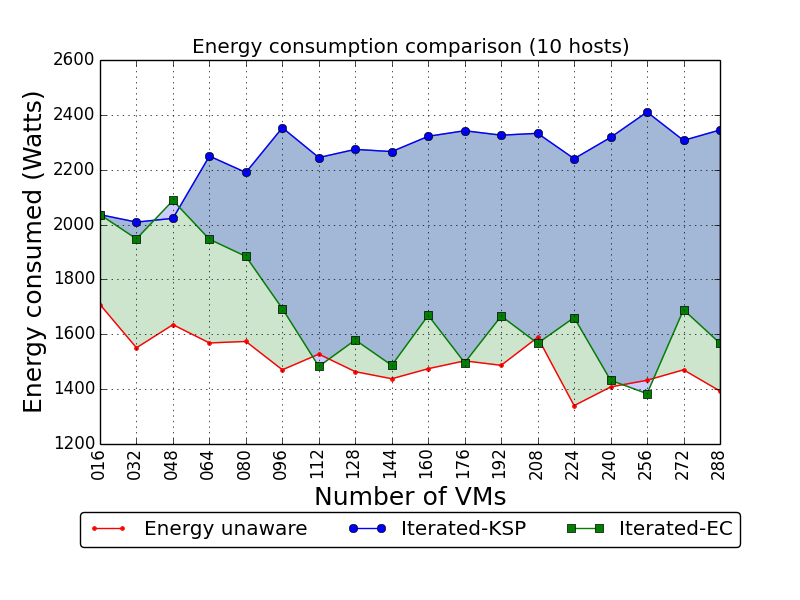 Energy consumption comparison (10 hosts)
2600
2400
2200
2000
1800
1600
1400
1200
Energy consumed (Watts)
016 032 048 064 080 096 112 128 144 160 176 192 208 224 240 256 272 288
Number of VMs
Energy unaware Iterated-KSP Iterated-EC